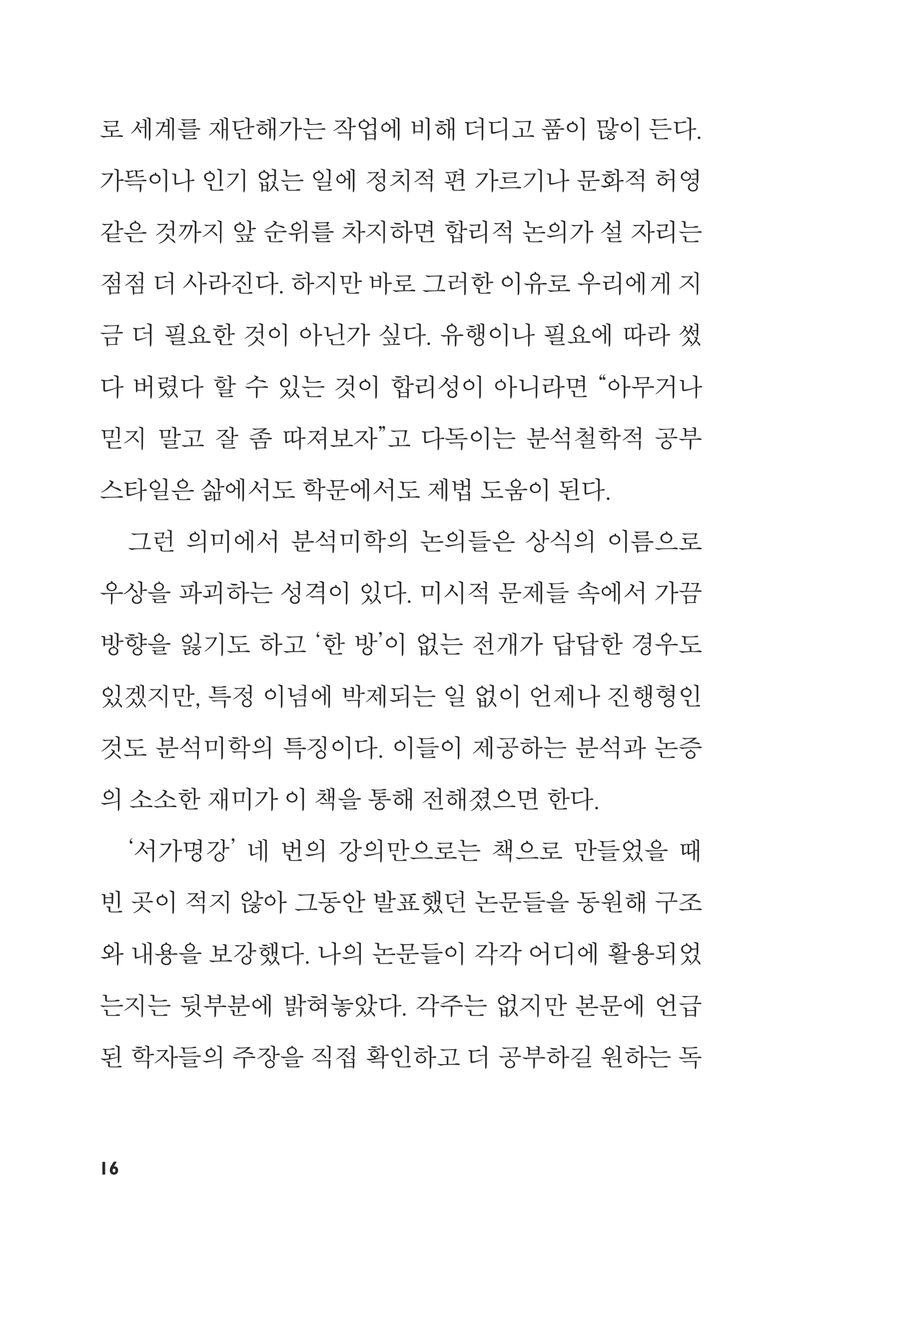 로 세계를 재단해가는 작업에 비해 더디고 품이 많이 든다.
가뜩이나 인기 없는 일에 정치적 편 가르기나 문화적 허영
같은 것까지 앞 순위를 차지하면 합리적 논의가 설 자리는
점점 더 사라진다. 하지만 바로 그러한 이유로 우리에게 지
금 더 필요한 것이 아닌가 싶다. 유행이나 필요에 따라 썼
다 버렸다 할 수 있는 것이 합리성이 아니라면 “아무거나
믿지 말고 잘 좀 따져보자”고 다독이는 분석철학적 공부
스타일은 삶에서도 학문에서도 제법 도움이 된다.
그런 의미에서 분석미학의 논의들은 상식의 이름으로
우상을 파괴하는 성격이 있다. 미시적 문제들 속에서 가끔
방향을 잃기도 하고 ‘한 방’이 없는 전개가 답답한 경우도
있겠지만, 특정 이념에 박제되는 일 없이 언제나 진행형인
것도 분석미학의 특징이다. 이들이 제공하는 분석과 논증
의 소소한 재미가 이 책을 통해 전해졌으면 한다.
‘서가명강’ 네 번의 강의만으로는 책으로 만들었을 때
빈 곳이 적지 않아 그동안 발표했던 논문들을 동원해 구조
와 내용을 보강했다. 나의 논문들이 각각 어디에 활용되었
는지는 뒷부분에 밝혀놓았다. 각주는 없지만 본문에 언급
된 학자들의 주장을 직접 확인하고 더 공부하길 원하는 독
16